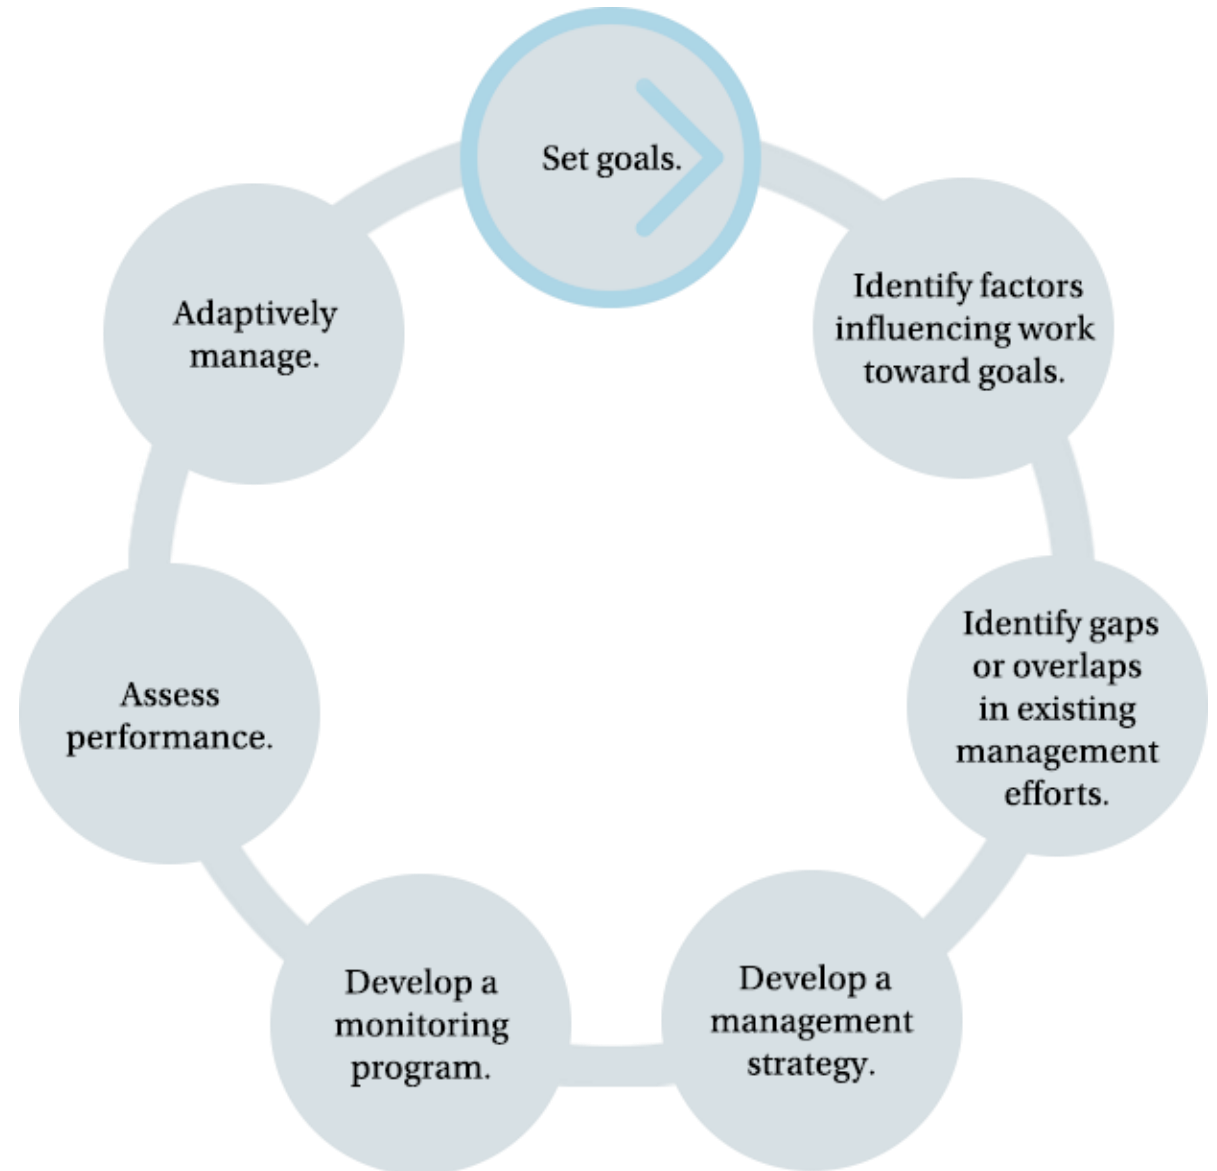 Set goals.
Identify factors
influencing work
toward goals.
Identify gaps
or overlaps
in existing
management
efforts.
Develop a
management
strategy.
Develop a
monitoring
program.
Assess
performance.
Adaptively
manage.